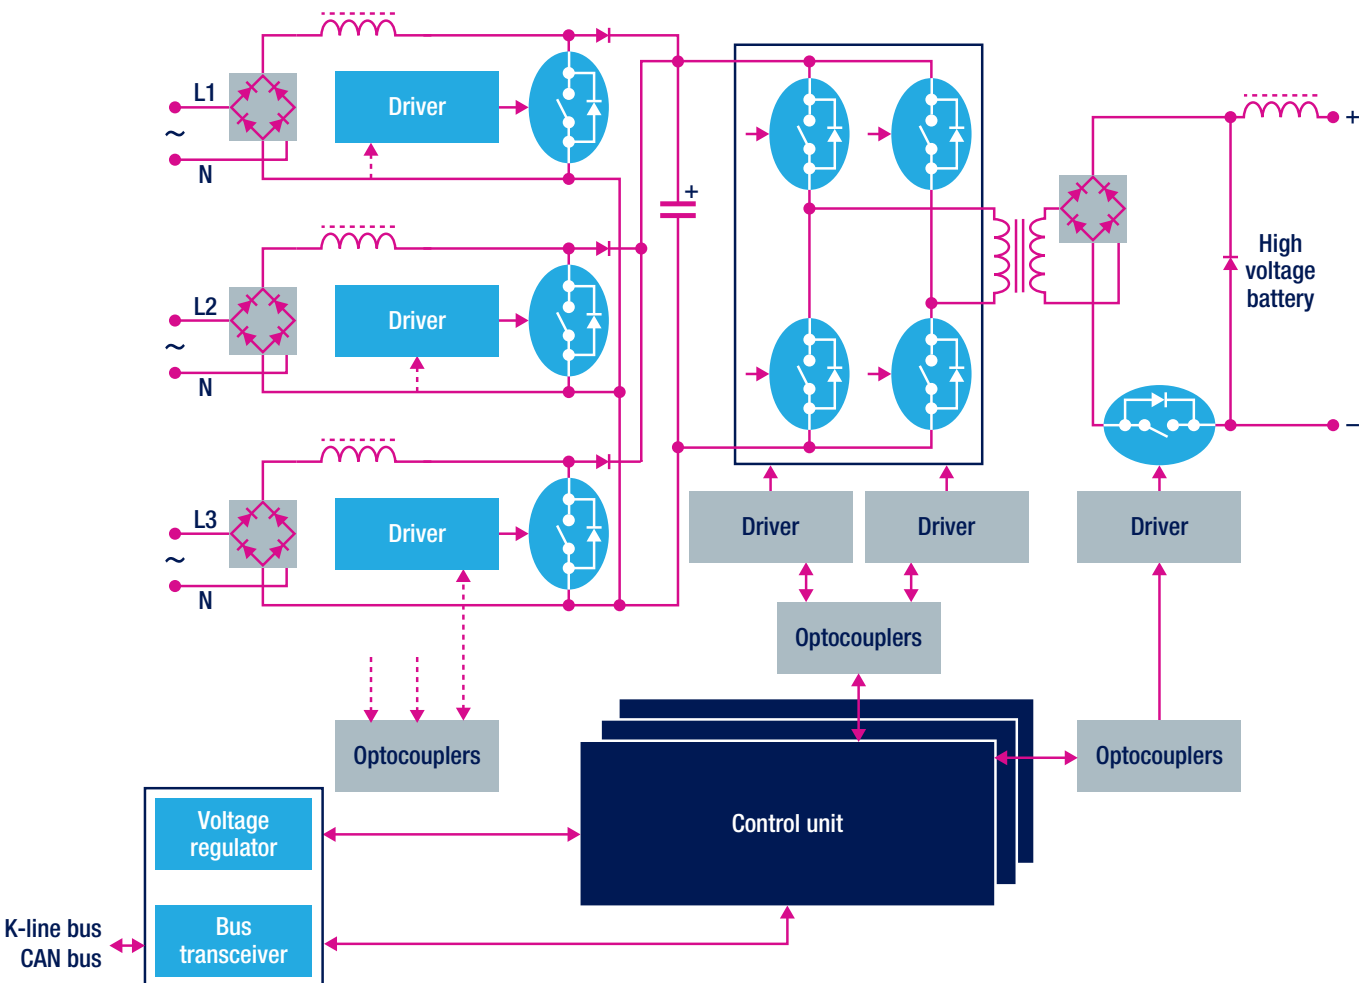 L1
~
N
Driver
+
+
L2
~
N
Driver
High
voltage
battery
−
L3
~
N
Driver
Driver
Driver
Driver
Optocouplers
Optocouplers
Optocouplers
Control unit
Voltage
regulator
Bus
transceiver
K-line bus
CAN bus